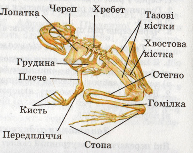 Череп
Хребет
Лопатка
Тазові
кістки
Хвостова
кістка
Грудина
Плече
Стегно
Гомілка
Кисть
Передпліччя
Стопа